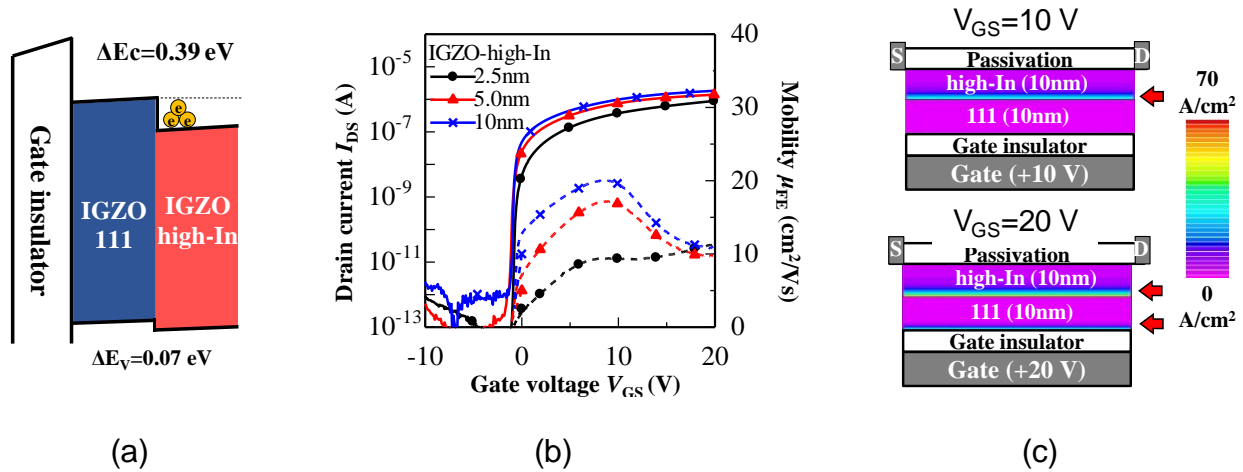 ΔEc=0.39 eV
e
e e
Gate insulator
IGZO
111
IGZO
high-In
ΔEV=0.07 eV
(a)
Drain current IDS (A)
10-5
10-7
10-9
10-11
10-13
IGZO-high-In
2.5nm
5.0nm
10nm
40
30
20
10
0
Mobility μFE (cm2/Vs)
-10 0 10 20
Gate voltage VGS (V)
(b)
VGS=10 V
S D
Passivation
high-In (10nm)
111 (10nm)
Gate insulator
Gate (+10 V)
VGS=20 V
S D
Passivation
high-In (10nm)
111 (10nm)
Gate insulator
Gate (+20 V)
70
A/cm2
0
A/cm2
(c)